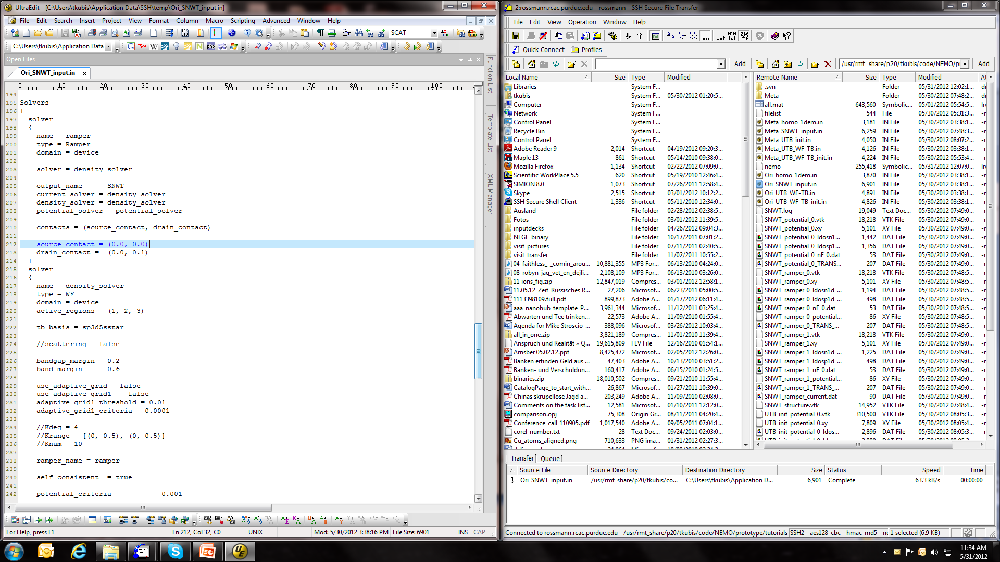 UltraEdit - [C:\Users\tkubis\Application Data\SSH\temp\Ori_SNWT_input.in]
File Edit Search Insert Project View Format Column Macro Scripting Advanced Window Help
SCAT
C:\Users\tkubis\Application Data\
Open Files
Ori_SNWT_input.in
0 10 20 30 40 50 60 70 80 90 100
194
195 Solvers
196 {
197 solver
198 {
199 name = ramper
200 type = Ramper
201 domain = device
202
203 solver = density_solver
204
205 output_name = SNWT
206 current_solver = density_solver
207 density_solver = density_solver
208 potential_solver = potential_solver
209
210 contacts = (source_contact, drain_contact)
211
212 source_contact = (0.0, 0.0)
213 drain_contact = (0.0, 0.1)
214 }
215 solver
216 {
217 name = density_solver
218 type = WF
219 domain = device
220 active_regions = (1, 2, 3)
221
222 tb_basis = sp3d5sstar
223
224 //scattering = false
225
226 bandgap_margin = 0.2
227 band_margin = 0.6
228
229 use_adaptive_grid = false
230 use_adaptive_grid1 = false
231 adaptive_grid1_threshold = 0.01
232 adaptive_grid1_criteria = 0.0001
233
234 //Kdeg = 4
235 //Krange = [(0, 0.5), (0, 0.5)]
236 //Knum = 10
237
238 ramper_name = ramper
239
240 self_consistent = true
241
242 potential_criteria = 0.001
Function List
Template List
XML Manager
For Help, press F1 Ln 212, Col 32, C0 UNIX Mod: 5/30/2012 3:38:16 PM File Size: 6901 INS CAP
2:rossmann.rcac.purdue.edu - rossmann - SSH Secure File Transfer
File Edit View Operation Window Help
Quick Connect Profiles
Add /usr/rmt_share/p20/tkubis/code/NEMO/p Add
Local Name / Size Type Modified
Libraries System F...
tkubis System F... 05/30/2012 01:20:5...
Computer System F...
Network System F...
Control Panel System F...
Recycle Bin System F...
Control Panel System F...
Adobe Reader 9 2,014 Shortcut 04/19/2012 09:20:3...
Maple 13 861 Shortcut 05/14/2010 09:38:0...
Mozilla Firefox 1,134 Shortcut 02/22/2012 07:09:0...
Scientific WorkPlace 5.5 620 Shortcut 05/19/2010 12:46:4...
SIMION 8.0 1,073 Shortcut 07/26/2011 12:58:4...
Skype 2,515 Shortcut 03/01/2012 10:12:2...
SSH Secure Shell Client 1,336 Shortcut 05/11/2010 12:34:0...
Ausland File folder 02/28/2012 02:38:5...
Fotos File folder 03/01/2012 11:39:5...
inputdecks File folder 04/26/2012 09:04:3...
NEGF_binary File folder 10/17/2011 07:01:2...
visit_pictures File folder 07/11/2011 02:40:5...
visit_transfer File folder 11/02/2011 10:55:2...
04-faithless_-_comin_arou... 10,881,355 MP3 For... 06/13/2010 04:24:0...
08-robyn-jag_vet_en_dejli... 2,108,109 MP3 For... 06/13/2010 03:26:0...
11 ions_fig.zip 12,847,019 Compres... 03/01/2012 12:58:1...
11.05.12_Zeit_Russisches R... 27,206 Microsof... 06/23/2011 05:00:5...
1113398109.full.pdf 899,873 Adobe A... 01/17/2012 06:11:4...
aaa_nanohub_template_P... 3,961,344 Microsof... 11/12/2011 03:25:4...
Abwarten und Tee trinken... 22,573 Adobe A... 11/09/2010 01:55:4...
Agenda for Mike Stroscio-... 388,096 Microsof... 03/26/2012 10:03:4...
all_in_one.zip 3,821,189 Compres... 11/01/2010 11:39:4...
Anspruch und Realität » Q... 19,615,809 FLV File 12/16/2010 01:54:1...
Arnsber 05.02.12.ppt 8,425,472 Microsof... 02/05/2012 12:26:0...
Banken erfinden Geld aus ... 47,403 Adobe A... 10/13/2010 03:51:2...
Banken- und Verschuldun... 160,417 Adobe A... 06/15/2010 01:24:5...
binaries.zip 18,010,502 Compres... 09/21/2010 11:55:4...
CatalogPage_to_start_with... 26,867 Microsof... 01/27/2011 10:39:0...
Chinas skrupellose Jagd a... 203,249 Adobe A... 11/09/2010 02:08:0...
Comments on the task list... 12,581 Microsof... 01/10/2011 12:12:0...
comparison.opj 75,308 Origin Gr... 08/11/2011 04:20:4...
Conference_call_110905.pdf 1,017,540 Adobe A... 09/05/2011 07:04:1...
corel_number.txt 28 Text Doc... 09/24/2011 02:03:0...
Cu_atoms_aligned.png 710,633 PNG ima... 01/31/2012 02:27:3...
Remote Name / Size Type Modified At
.svn Folder 05/31/2012 12:02:1...
Meta Folder 05/30/2012 07:48:2...
all.mat 643,560 Symbolic... 05/01/2012 05:54:5...
filelist 544 File 05/30/2012 05:31:3...
Meta_homo_1dem.in 3,181 IN File 05/30/2012 03:38:1...
Meta_SNWT_input.in 6,259 IN File 05/30/2012 07:48:3...
Meta_UTB_init.in 4,050 IN File 05/30/2012 08:07:2...
Meta_UTB_WF-TB.in 4,126 IN File 05/30/2012 03:38:1...
Meta_UTB_WF-TB_init.in 4,224 IN File 05/30/2012 05:53:4...
nemo 255,418 Symbolic... 05/31/2012 12:07:0...
Ori_homo_1dem.in 3,870 IN File 05/30/2012 03:38:1...
Ori_SNWT_input.in 6,901 IN File 05/30/2012 03:38:1...
Ori_UTB_WF-TB.in 4,891 IN File 05/30/2012 03:38:1...
Ori_UTB_WF-TB_init.in 4,826 IN File 05/30/2012 03:38:1...
SNWT.log 19,049 Text Doc... 05/30/2012 07:49:0...
SNWT_potential_0.vtk 18,218 VTK File 05/30/2012 07:49:0...
SNWT_potential_0.xy 5,101 XY File 05/30/2012 07:49:0...
SNWT_potential_0_ldosn1... 1,442 DAT File 05/30/2012 07:49:0...
SNWT_potential_0_ldosp1... 1,356 DAT File 05/30/2012 07:49:0...
SNWT_potential_0_nE_0.dat 53 DAT File 05/30/2012 07:49:0...
SNWT_potential_0_TRANS... 207 DAT File 05/30/2012 07:49:0...
SNWT_ramper_0.vtk 18,218 VTK File 05/30/2012 07:48:5...
SNWT_ramper_0.xy 5,101 XY File 05/30/2012 07:48:5...
SNWT_ramper_0_ldosn1d_... 1,194 DAT File 05/30/2012 07:48:5...
SNWT_ramper_0_ldosp1d_... 498 DAT File 05/30/2012 07:48:5...
SNWT_ramper_0_nE_0.dat 53 DAT File 05/30/2012 07:48:5...
SNWT_ramper_0_potential... 86 XY File 05/30/2012 07:48:5...
SNWT_ramper_0_TRANS_... 207 DAT File 05/30/2012 07:48:5...
SNWT_ramper_1.vtk 18,218 VTK File 05/30/2012 07:49:0...
SNWT_ramper_1.xy 5,101 XY File 05/30/2012 07:49:0...
SNWT_ramper_1_ldosn1d_... 1,225 DAT File 05/30/2012 07:49:0...
SNWT_ramper_1_ldosp1d_... 498 DAT File 05/30/2012 07:49:0...
SNWT_ramper_1_nE_0.dat 53 DAT File 05/30/2012 07:49:0...
SNWT_ramper_1_potential... 86 XY File 05/30/2012 07:49:0...
SNWT_ramper_1_TRANS_... 207 DAT File 05/30/2012 07:49:0...
SNWT_ramper_current.dat 90 DAT File 05/30/2012 07:49:0...
SNWT_structure.vtk 14,952 VTK File 05/30/2012 07:48:4...
UTB_init_potential_0.vtk 310,500 VTK File 05/30/2012 08:05:3...
UTB_init_potential_0.xy 7,809 XY File 05/30/2012 08:05:4...
UTB_init_potential_0_ldos... 2,896 DAT File 05/30/2012 08:05:3...
Transfer Queue
/ Source File Source Directory Destination Directory Size Status Speed Time
Ori_SNWT_input.in /usr/rmt_share/p20/tkubis/co... C:\Users\tkubis\Application D... 6,901 Complete 63.3 kB/s 00:00:00
Connected to rossmann.rcac.purdue.edu - /usr/rmt_share/p20/tkubis/code/NEMO/prototype/tutorials SSH2 - aes128-cbc - hmac-md5 - nc 1 selected (6.9 KB)
11:34 AM
5/31/2012